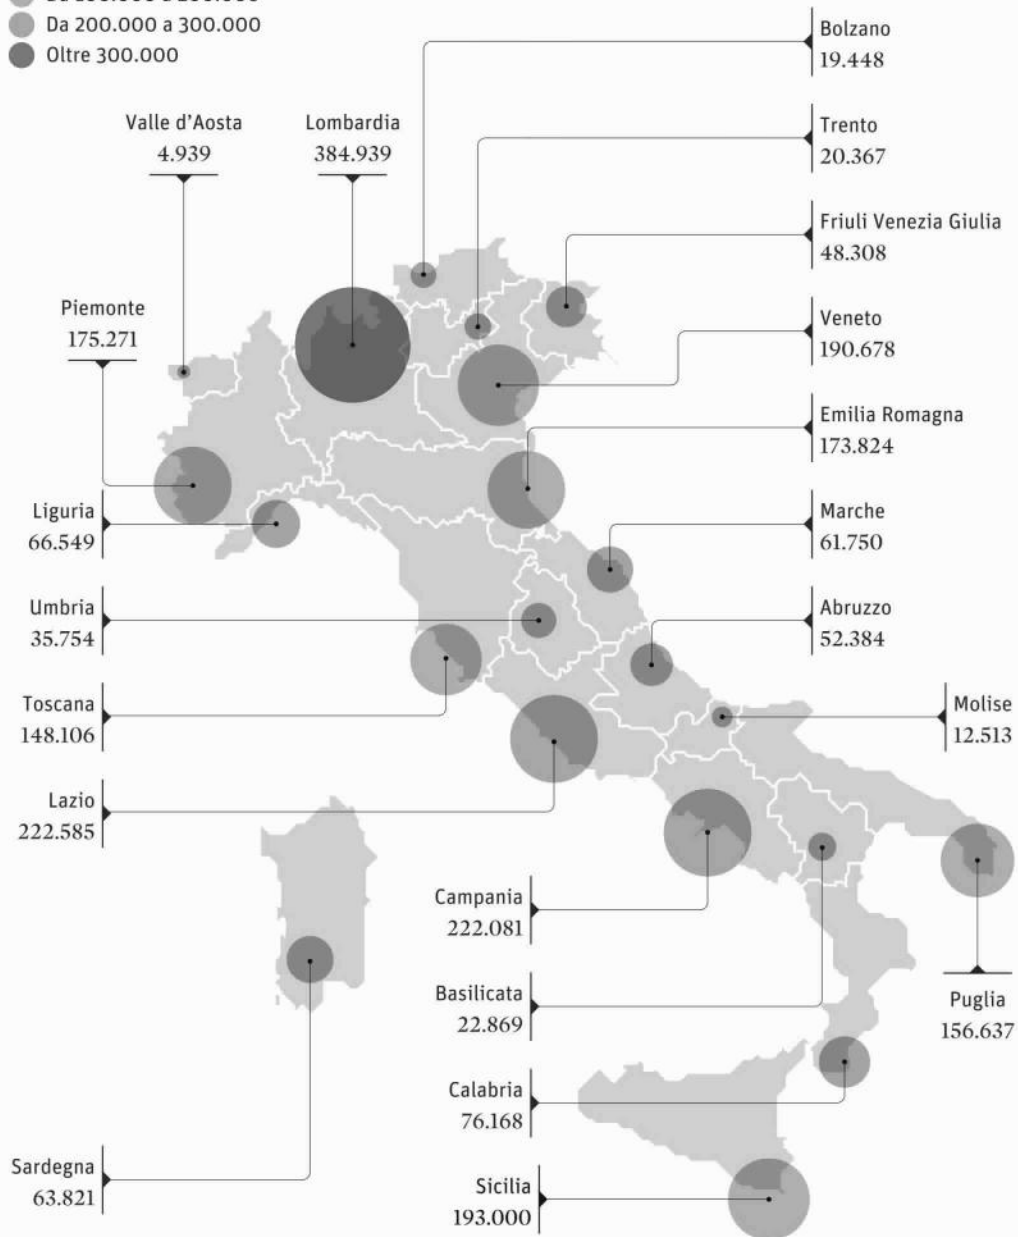 Da 200.000 a 300.000
Oltre 300.000
Bolzano
19.448
Valle d'Aosta
4.939
Lombardia
384.939
Trento
20.367
Friuli Venezia Giulia
48.308
Piemonte
175.271
Veneto
190.678
Emilia Romagna
173.824
Liguria
66.549
Marche
61.750
Umbria
35.754
Abruzzo
52.384
Toscana
148.106
Molise
12.513
Lazio
222.585
Campania
222.081
Basilicata
22.869
Puglia
156.637
Calabria
76.168
Sardegna
63.821
Sicilia
193.000